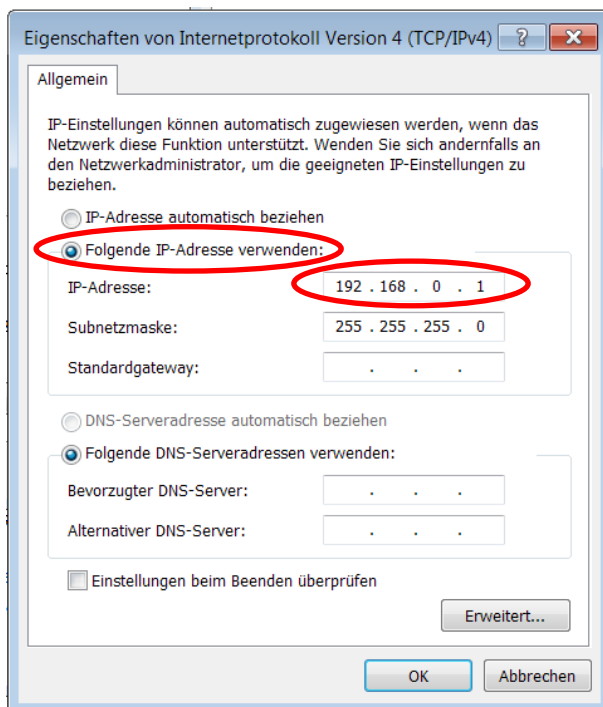 Eigenschaften von Internetprotokoll Version 4 (TCP/IPv4)
Allgemein
IP-Einstellungen können automatisch zugewiesen werden, wenn das
Netzwerk diese Funktion unterstützt. Wenden Sie sich andernfalls an
den Netzwerkadministrator, um die geeigneten IP-Einstellungen zu
beziehen.
IP-Adresse automatisch beziehen
Folgende IP-Adresse verwenden:
IP-Adresse: 192 . 168 . 0 . 1
Subnetzmaske: 255 . 255 . 255 . 0
Standardgateway: . . .
DNS-Serveradresse automatisch beziehen
Folgende DNS-Serveradressen verwenden:
Bevorzugter DNS-Server: . . .
Alternativer DNS-Server: . . .
Einstellungen beim Beenden überprüfen
Erweitert...
OK Abbrechen